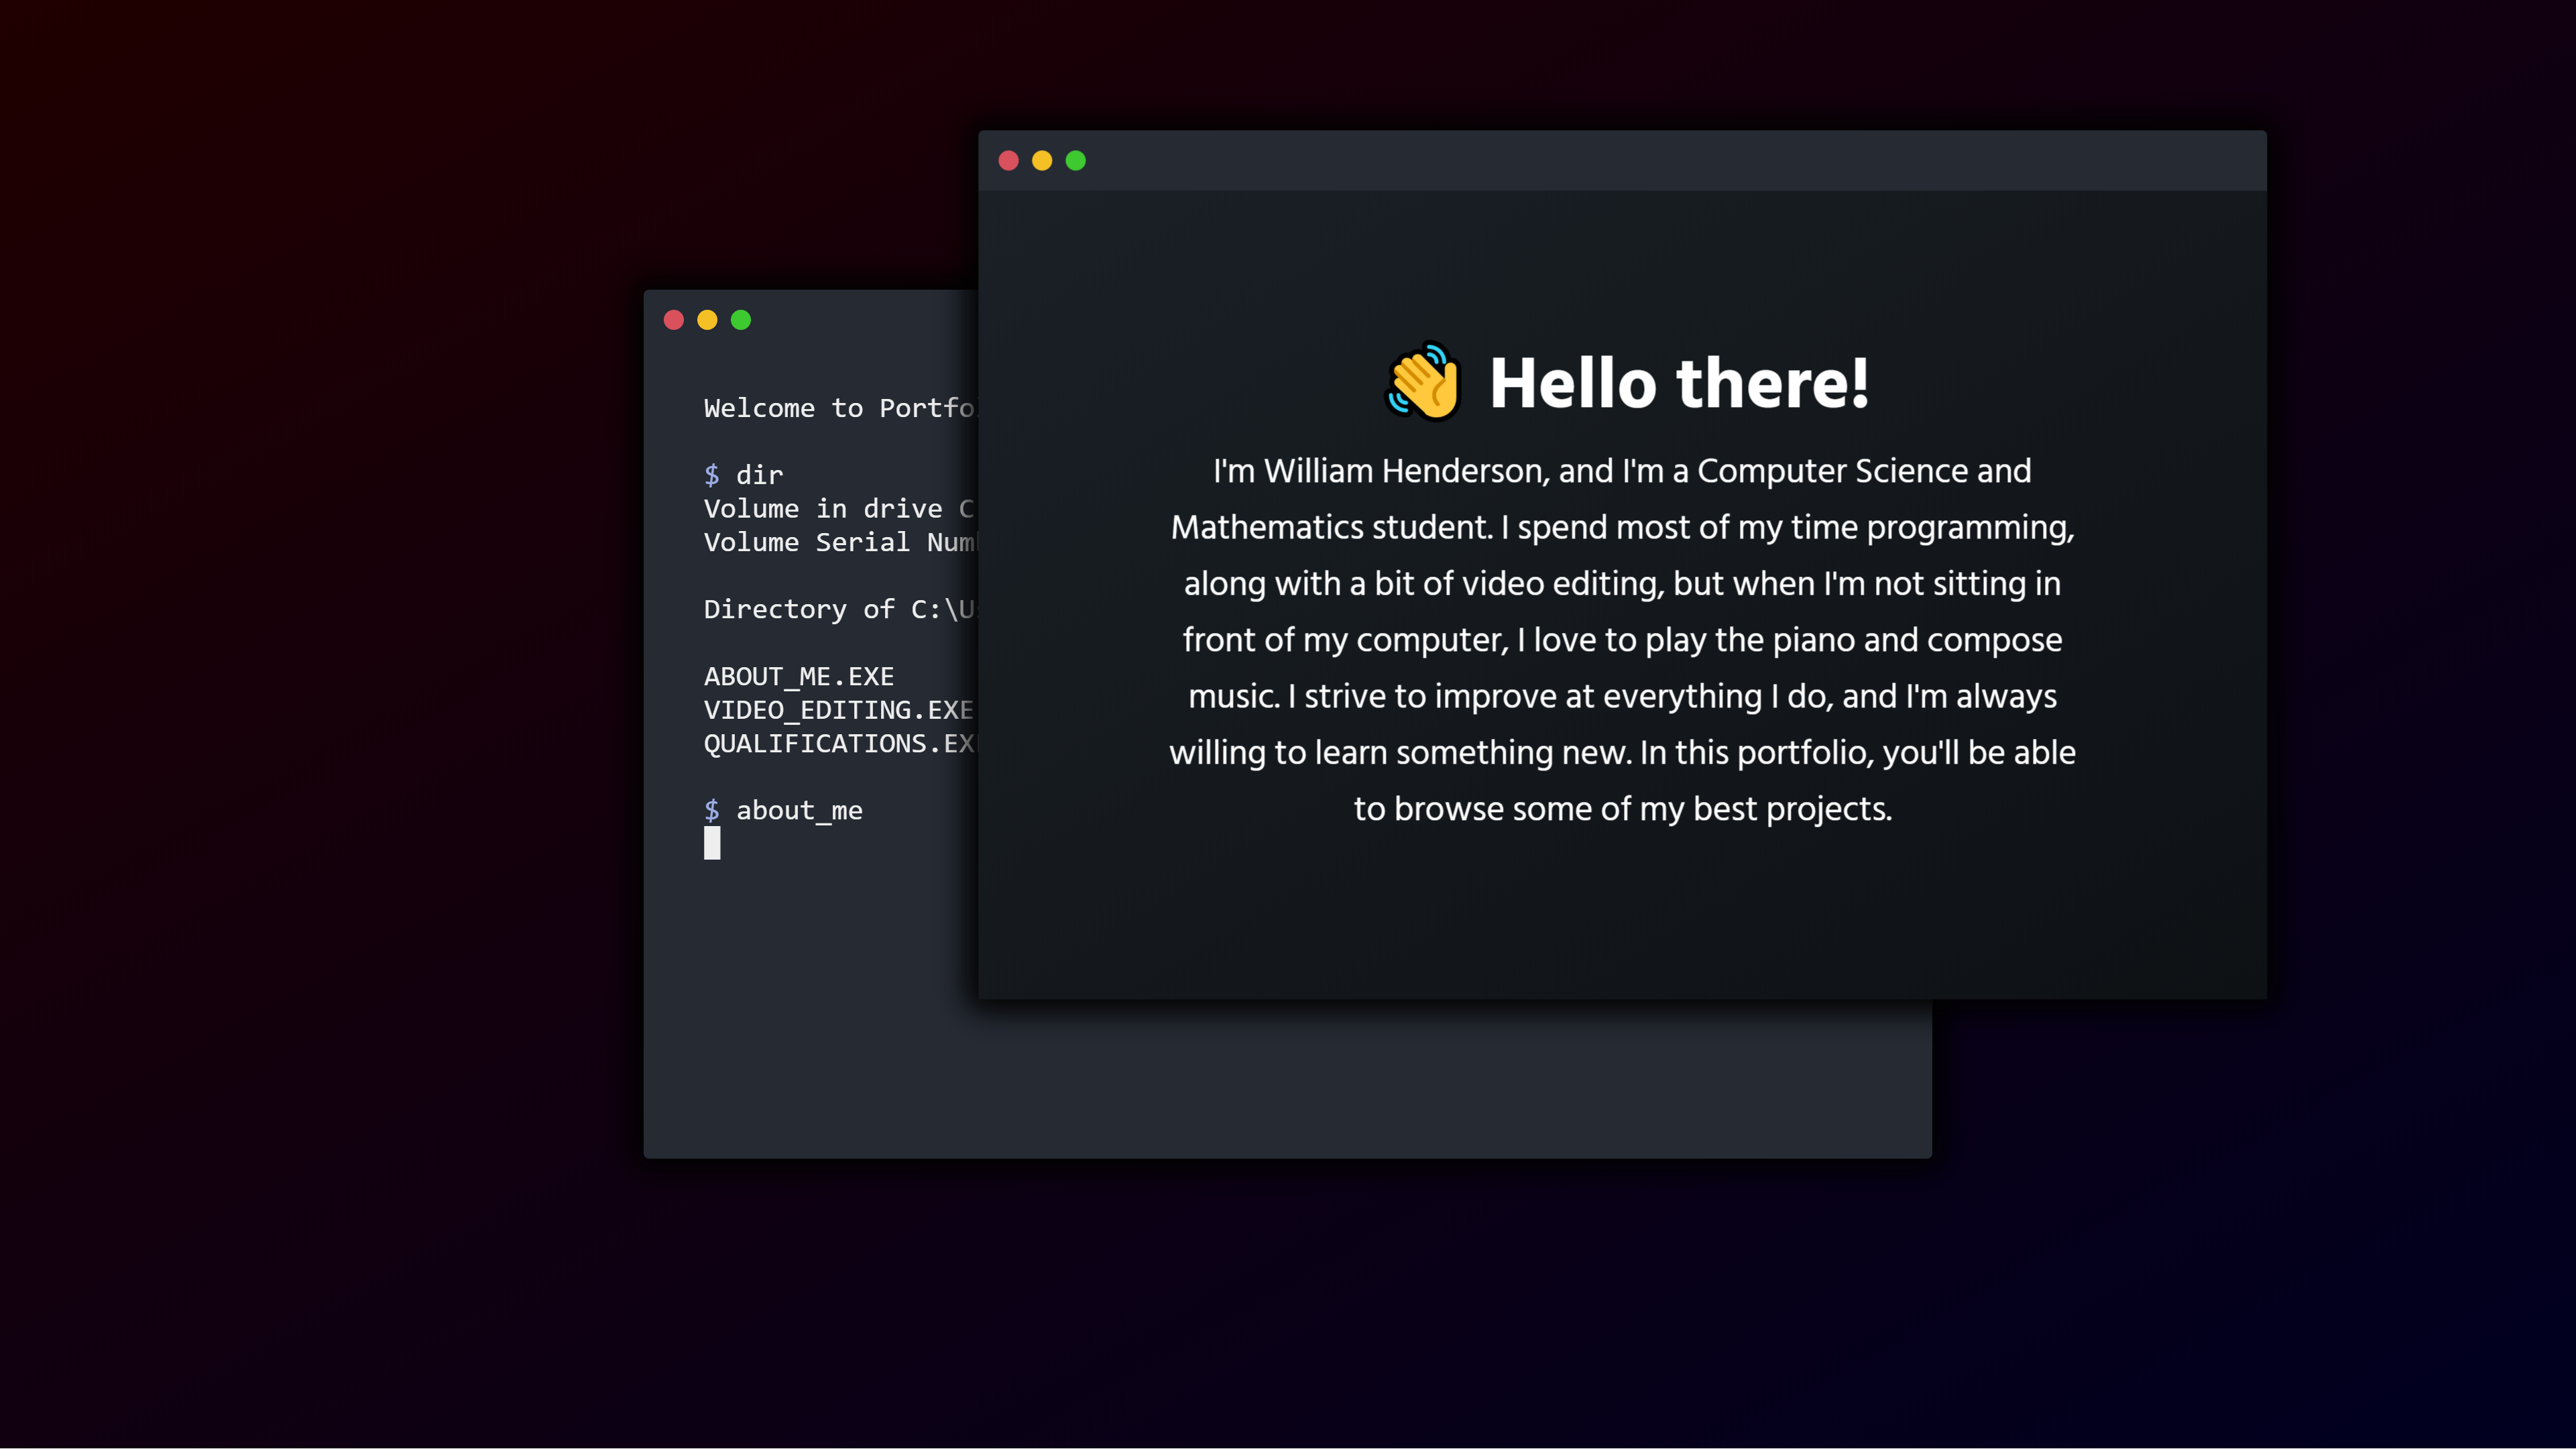 Welcome to
$ dir
Volume in drive C
Volume Serial
Directory of
ABOUT_ME.EXE
VIDEO_EDITING.EXE
$ about_me
👋 Hello there!
I'm William Henderson, and I'm a Computer Science and
Mathematics student. I spend most of my time programming,
along with a bit of video editing, but when I'm not sitting in
front of my computer, I love to play the piano and compose
music. I strive to improve at everything I do, and I'm always
willing to learn something new. In this portfolio, you'll be able
to browse some of my best projects.